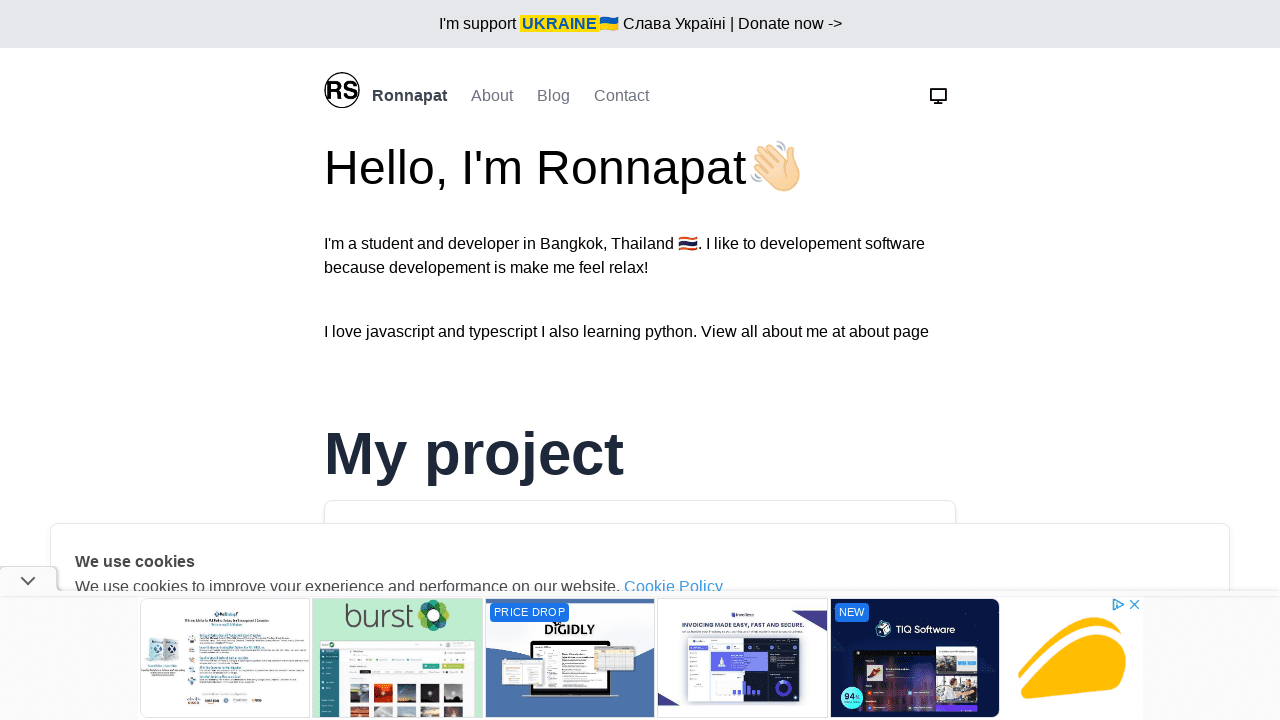 I'm support UKRAINE🇺🇦 Слава Україні | Donate now ->
RS Ronnapat About Blog Contact
Hello, I'm Ronnapat👋🏻
I'm a student and developer in Bangkok, Thailand 🇹🇭. I like to developement software
because developement is make me feel relax!
I love javascript and typescript I also learning python. View all about me at about page
My project
We use cookies
We use cookies to improve your experience and performance on our website. Cookie Policy
burst
PRICE DROP
DIGIDLY
INVOICING MADE EASY, FAST AND SECURE.
NEW
TIQ Software
94%